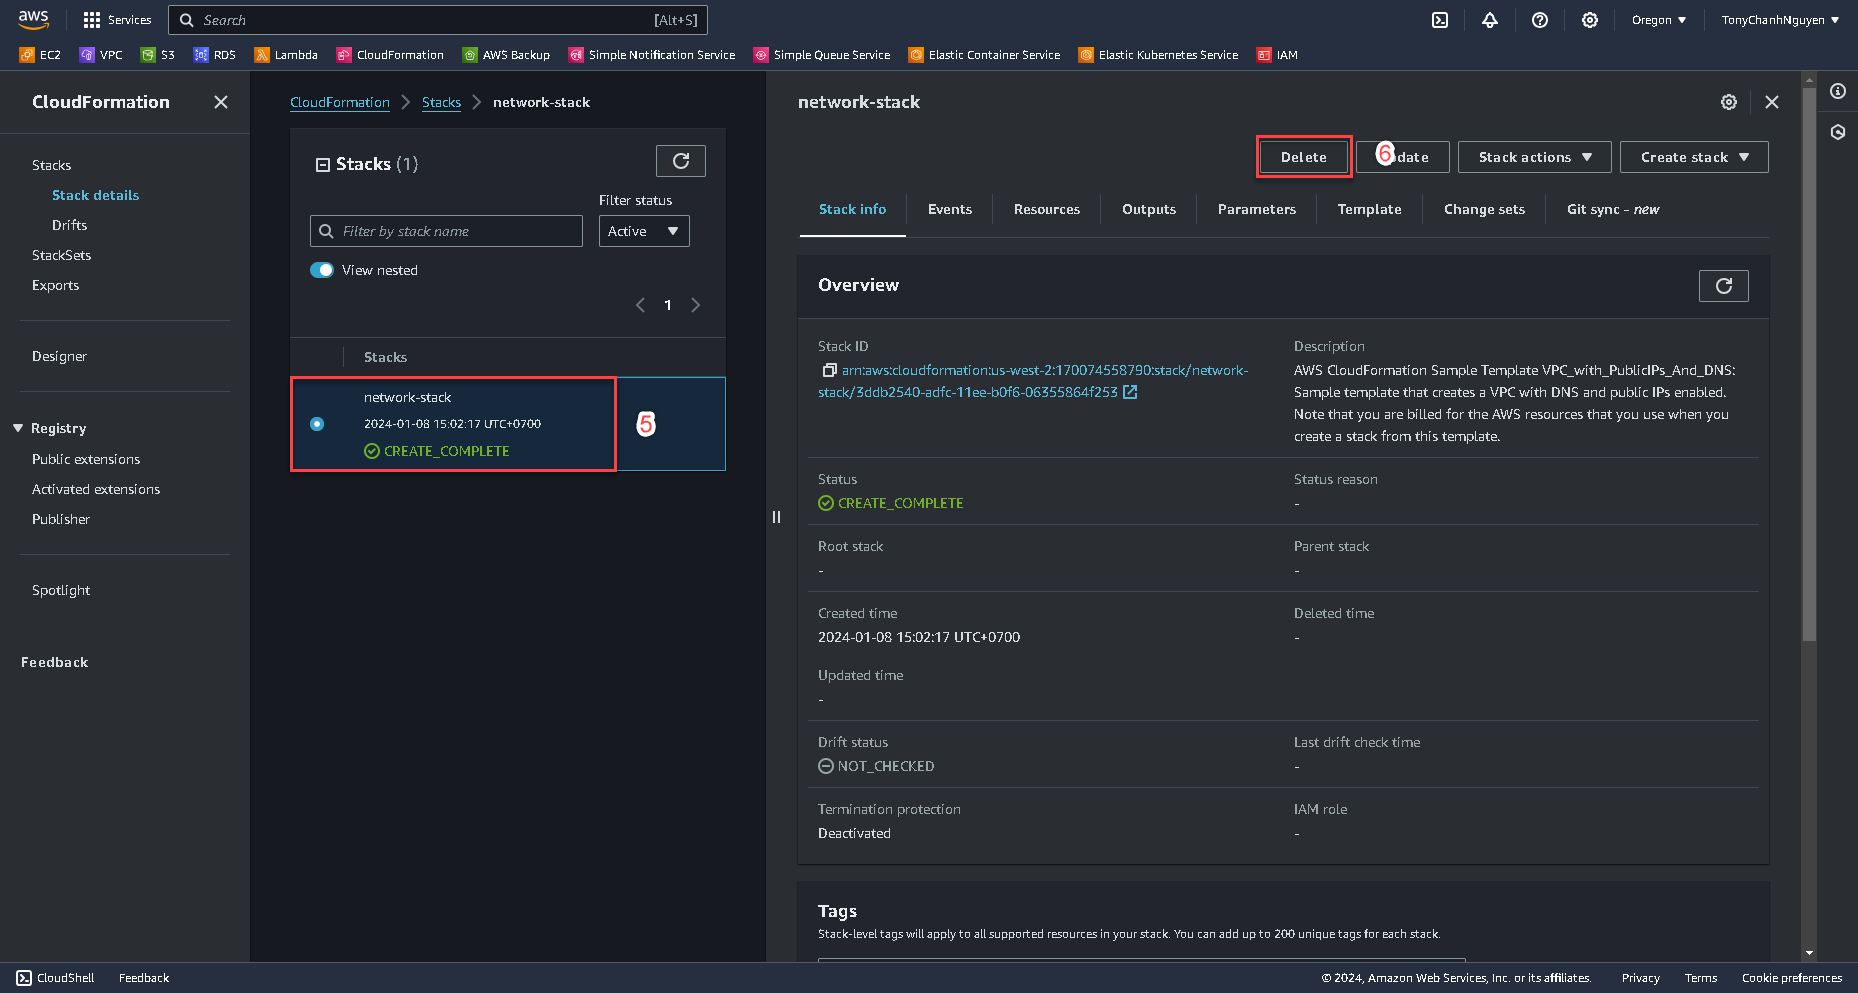 aws
Services
Search
[Alt+S]
Oregon
TonyChanhNguyen
EC2
VPC
S3
RDS
Lambda
CloudFormation
AWS Backup
Simple Notification Service
Simple Queue Service
Elastic Container Service
Elastic Kubernetes Service
IAM
CloudFormation
Stacks
Stack details
Drifts
StackSets
Exports
Designer
Registry
Public extensions
Activated extensions
Publisher
Spotlight
Feedback
CloudFormation
Stacks
network-stack
Stacks (1)
Filter status
Filter by stack name
Active
View nested
1
Stacks
network-stack
2024-01-08 15:02:17 UTC+0700
CREATE_COMPLETE
5
network-stack
Delete
6
date
Stack actions
Create stack
Stack info
Events
Resources
Outputs
Parameters
Template
Change sets
Git sync - new
Overview
Stack ID
arn:aws:cloudformation:us-west-2:170074558790:stack/network-
stack/3ddb2540-adfc-11ee-b0f6-06355864f253
Description
AWS CloudFormation Sample Template VPC_with_PublicIPs_And_DNS:
Sample template that creates a VPC with DNS and public IPs enabled.
Note that you are billed for the AWS resources that you use when you
create a stack from this template.
Status
CREATE_COMPLETE
Status reason
-
Root stack
-
Parent stack
-
Created time
2024-01-08 15:02:17 UTC+0700
Deleted time
-
Updated time
-
Drift status
NOT_CHECKED
Last drift check time
-
Termination protection
Deactivated
IAM role
-
Tags
Stack-level tags will apply to all supported resources in your stack. You can add up to 200 unique tags for each stack.
CloudShell
Feedback
© 2024, Amazon Web Services, Inc. or its affiliates.
Privacy
Terms
Cookie preferences